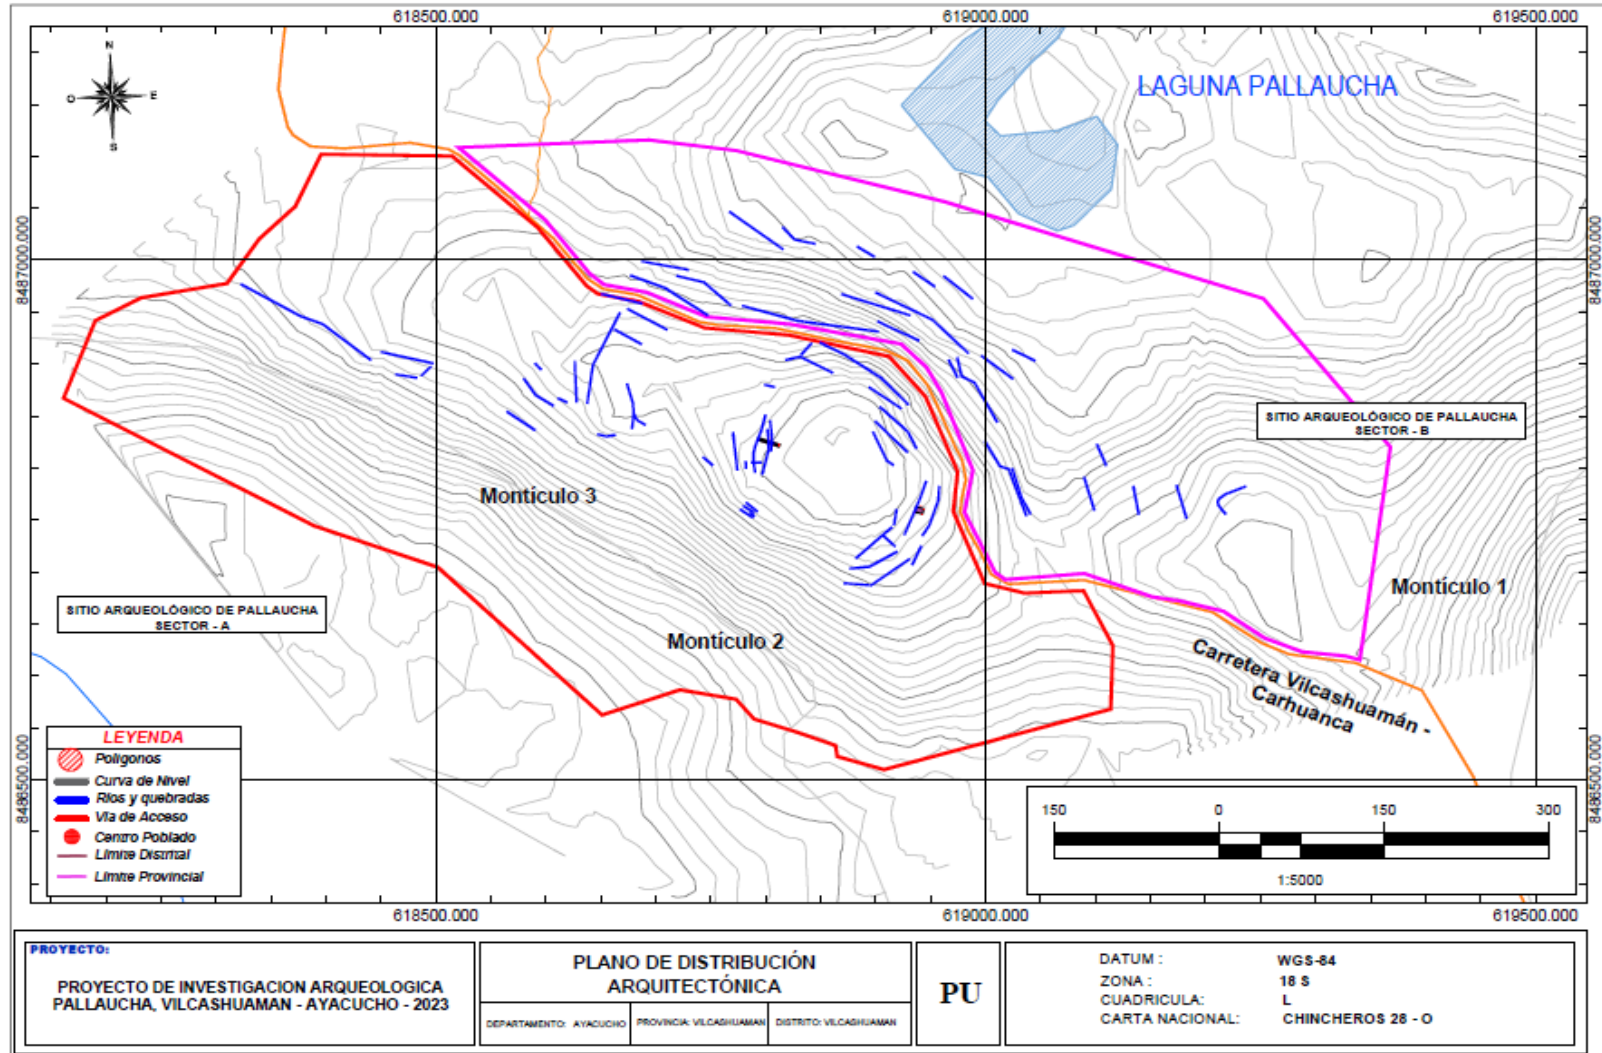 618500.000
619000.000
619500.000
N
O
E
S
LAGUNA PALLAUCHA
8487000.000
8487000.000
SITIO ARQUEOLÓGICO DE PALLAUCHA
SECTOR - B
Montículo 3
Montículo 1
SITIO ARQUEOLÓGICO DE PALLAUCHA
SECTOR - A
Montículo 2
Carretera Vilcashuamán -
Carhuanca
LEYENDA
Polígonos
Curva de Nivel
Ríos y quebradas
Vía de Acceso
Centro Poblado
Límite Distrital
Límite Provincial
8486500.000
8486500.000
150
0
150
300
1:5000
618500.000
619000.000
619500.000
PROYECTO:
PROYECTO DE INVESTIGACION ARQUEOLOGICA
PALLAUCHA, VILCASHUAMAN - AYACUCHO - 2023
PLANO DE DISTRIBUCIÓN
ARQUITECTÓNICA
DEPARTAMENTO: AYACUCHO
PROVINCIA: VILCASHUAMAN
DISTRITO: VILCASHUAMAN
PU
DATUM : WGS-84
ZONA : 18 S
CUADRICULA: L
CARTA NACIONAL: CHINCHEROS 28 - O